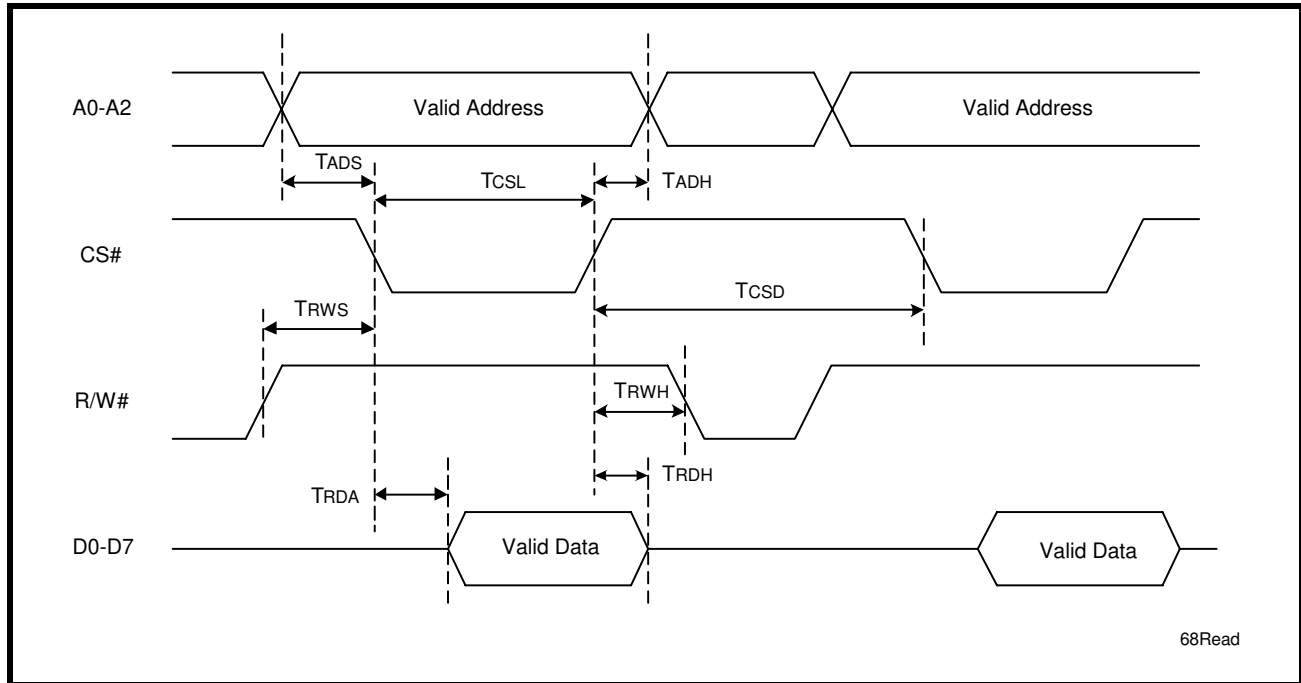 A0-A2
Valid Address
Valid Address
TADS
TCSL
TADH
CS#
TCSD
TRWS
R/W#
TRWH
TRDH
TRDA
D0-D7
Valid Data
Valid Data
68Read